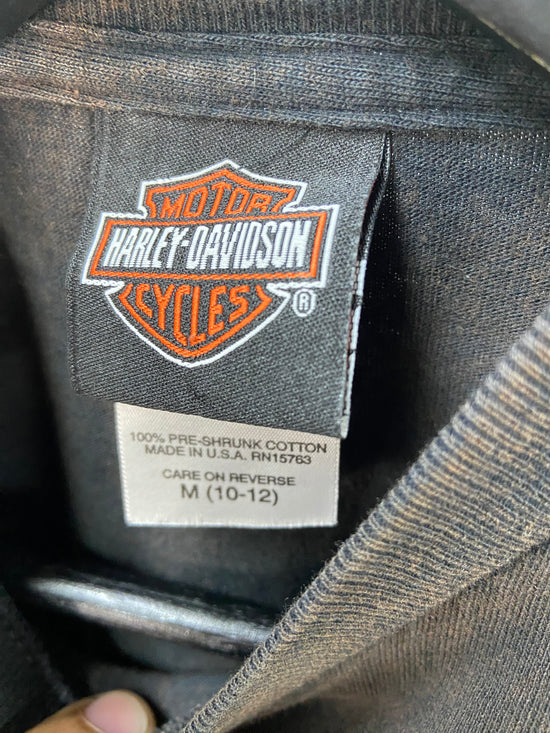 MOTOR
HARLEY-DAVIDSON
CYCLES
®
100% PRE-SHRUNK COTTON
MADE IN U.S.A. RN15763
CARE ON REVERSE
M (10-12)